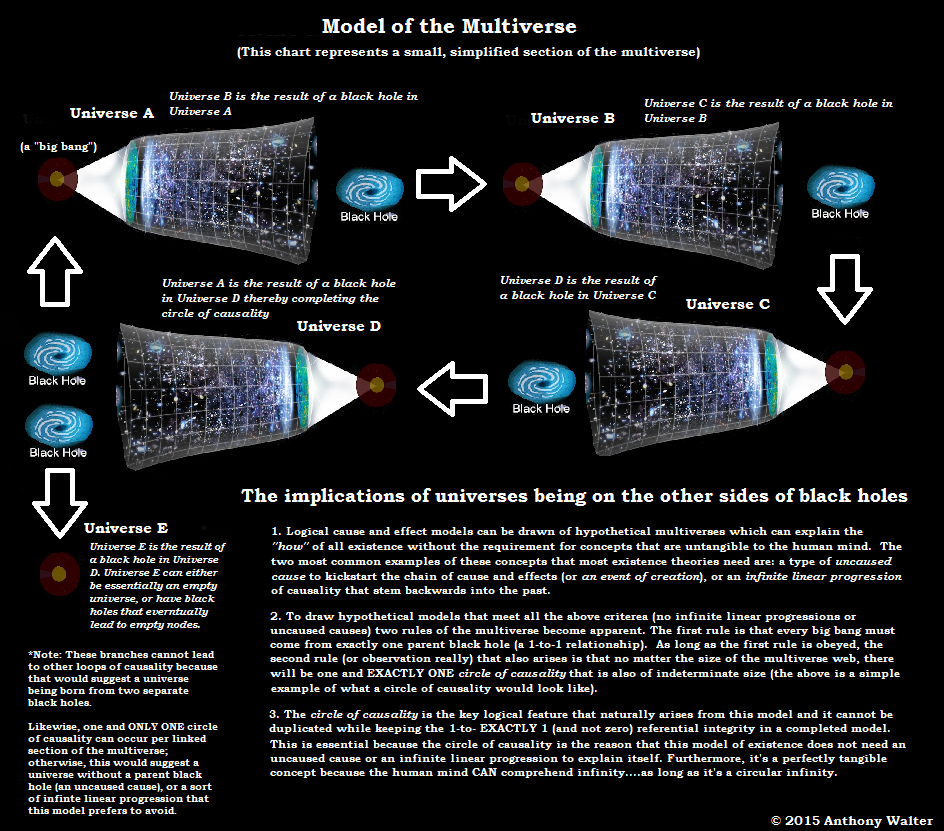 Model of the Multiverse
(This chart represents a small, simplified section of the multiverse)
Universe A
Universe B is the result of a black hole in
Universe A
(a "big bang")
Black Hole
Universe B
Universe C is the result of a black hole in
Universe B
Black Hole
Universe A is the result of a black hole
in Universe D thereby completing the
circle of causality
Universe D
Universe D is the result of
a black hole in Universe C
Universe C
Black Hole
Black Hole
Black Hole
Universe E
Universe E is the result of
a black hole in Universe
D. Universe E can either
be essentially an empty
universe, or have black
holes that eventually
lead to empty nodes.
*Note: These branches cannot lead
to other loops of causality because
that would suggest a universe
being born from two separate
black holes.
Likewise, one and ONLY ONE circle
of causality can occur per linked
section of the multiverse;
otherwise, this would suggest a
universe without a parent black
hole (an uncaused cause), or a sort
of infinte linear progression that
this model prefers to avoid.
The implications of universes being on the other sides of black holes
1. Logical cause and effect models can be drawn of hypothetical multiverses which can explain the
"how" of all existence without the requirement for concepts that are untangible to the human mind. The
two most common examples of these concepts that most existence theories need are: a type of uncaused
cause to kickstart the chain of cause and effects (or an event of creation), or an infinite linear progression
of causality that stem backwards into the past.
2. To draw hypothetical models that meet all the above criterea (no infinite linear progressions or
uncaused causes) two rules of the multiverse become apparent. The first rule is that every big bang must
come from exactly one parent black hole (a 1-to-1 relationship). As long as the first rule is obeyed, the
second rule (or observation really) that also arises is that no matter the size of the multiverse web, there
will be one and EXACTLY ONE circle of causality that is also of indeterminate size (the above is a simple
example of what a circle of causality would look like).
3. The circle of causality is the key logical feature that naturally arises from this model and it cannot be
duplicated while keeping the 1-to- EXACTLY 1 (and not zero) referential integrity in a completed model.
This is essential because the circle of causality is the reason that this model of existence does not need an
uncaused cause or an infinite linear progression to explain itself. Furthermore, it's a perfectly tangible
concept because the human mind CAN comprehend infinity....as long as it's a circular infinity.
© 2015 Anthony Walter